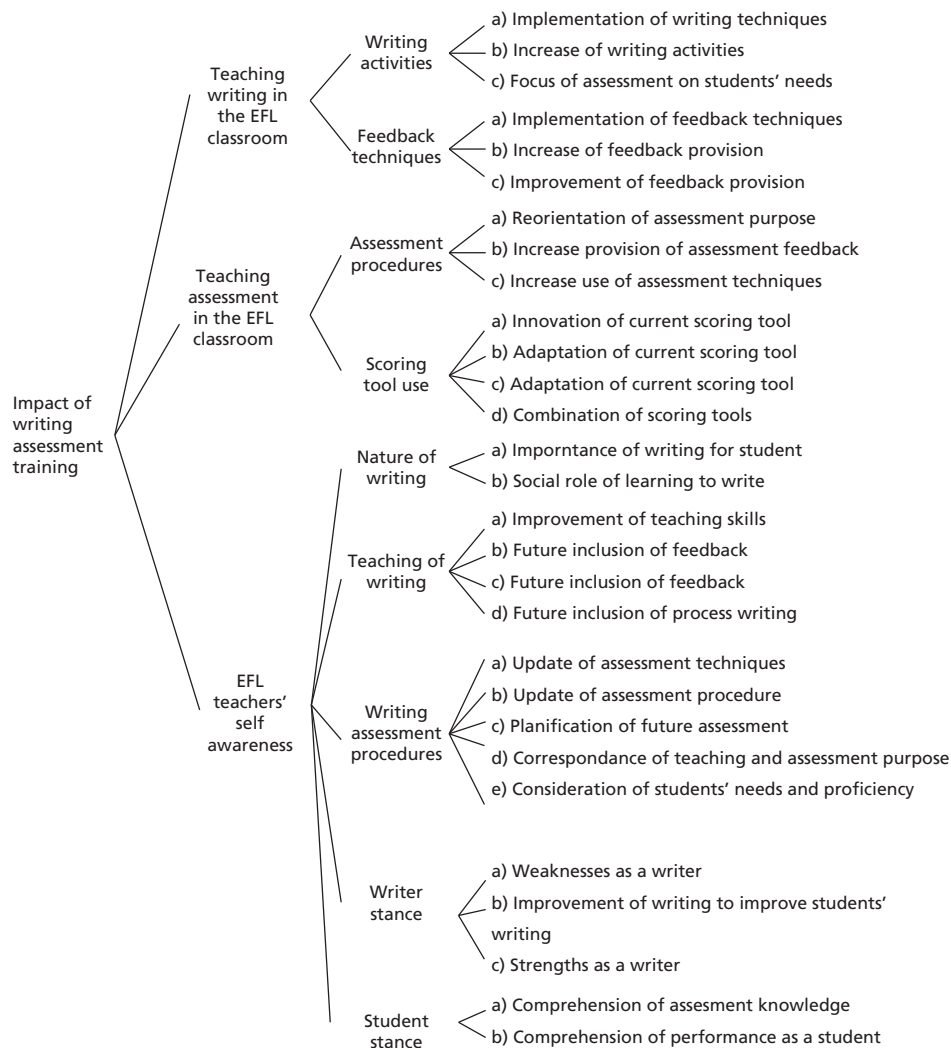 Impact of
writing
assessment
training
Teaching
writing in
the EFL
classroom
Writing
activities
a) Implementation of writing techniques
b) Increase of writing activities
c) Focus of assessment on students’ needs
Feedback
techniques
a) Implementation of feedback techniques
b) Increase of feedback provision
c) Improvement of feedback provision
Teaching
assessment
in the EFL
classroom
Assessment
procedures
a) Reorientation of assessment purpose
b) Increase provision of assessment feedback
c) Increase use of assessment techniques
Scoring
tool use
a) Innovation of current scoring tool
b) Adaptation of current scoring tool
c) Adaptation of current scoring tool
d) Combination of scoring tools
EFL
teachers’
self
awareness
Nature of
writing
a) Imporntance of writing for student
b) Social role of learning to write
Teaching of
writing
a) Improvement of teaching skills
b) Future inclusion of feedback
c) Future inclusion of feedback
d) Future inclusion of process writing
Writing
assessment
procedures
a) Update of assessment techniques
b) Update of assessment procedure
c) Planification of future assessment
d) Correspondance of teaching and assessment purpose
e) Consideration of students’ needs and proficiency
Writer
stance
a) Weaknesses as a writer
b) Improvement of writing to improve students’
writing
c) Strengths as a writer
Student
stance
a) Comprehension of assesment knowledge
b) Comprehension of performance as a student